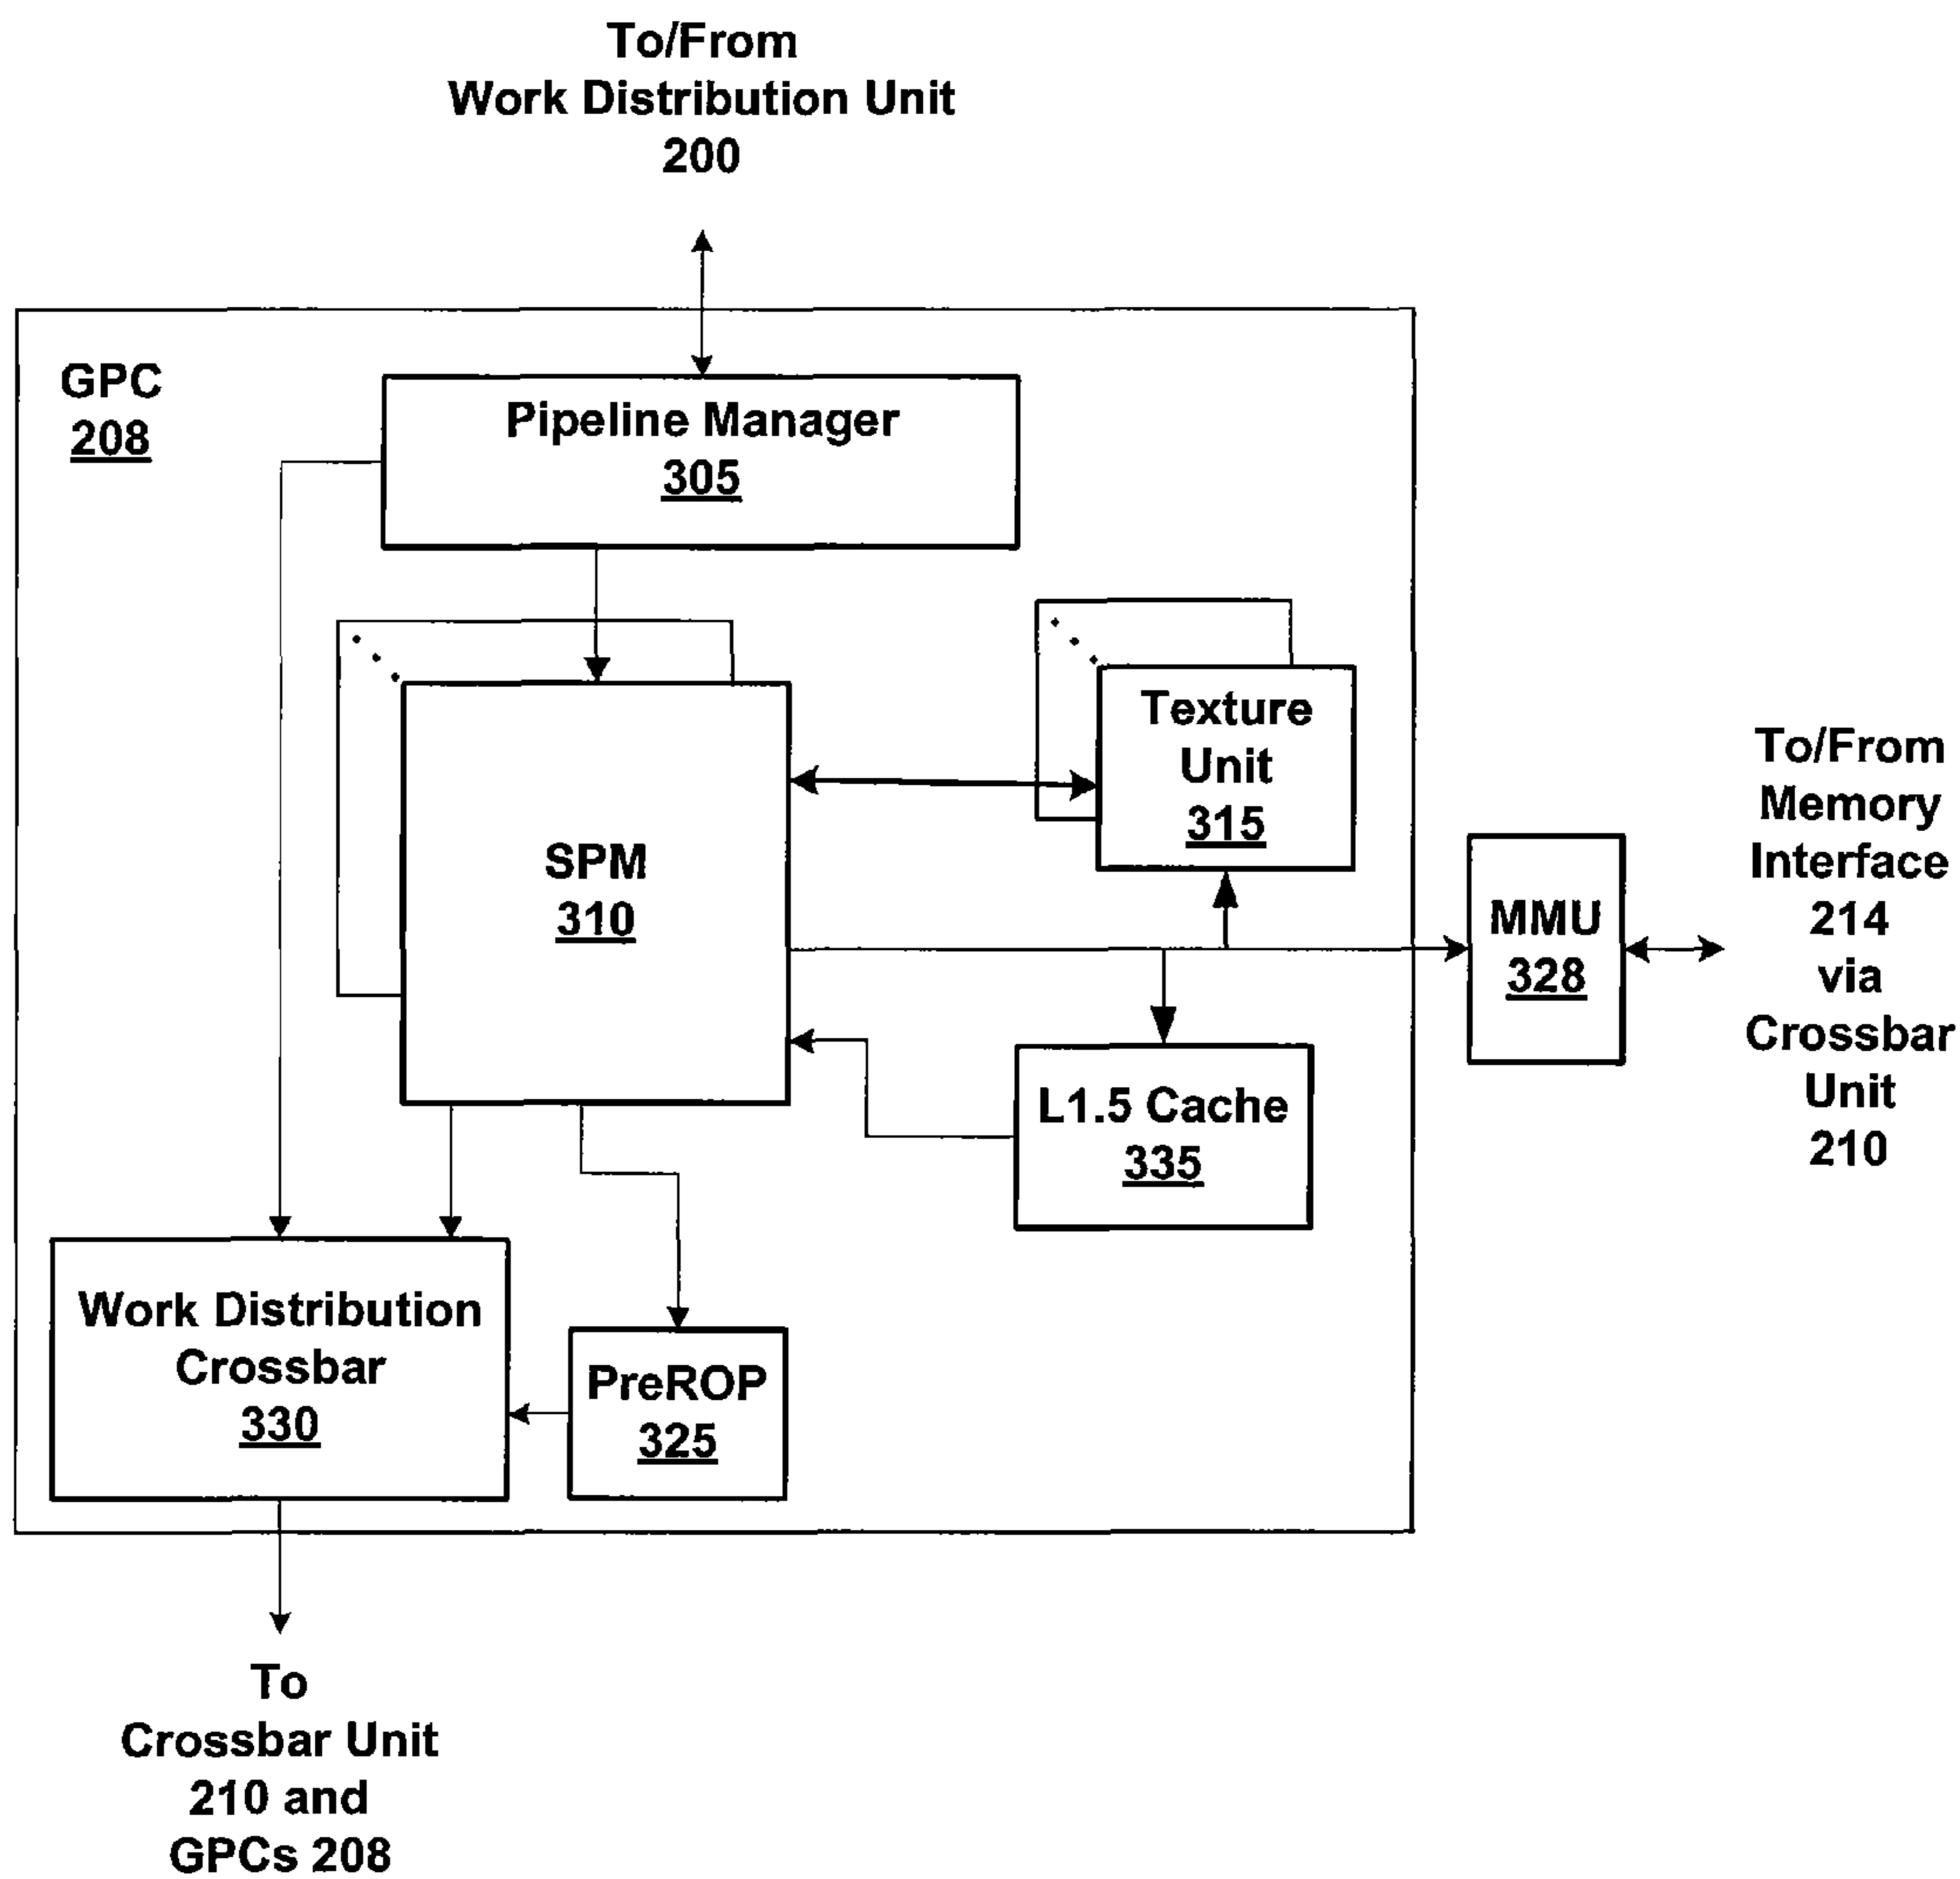 To/From
Work Distribution Unit
200
GPC
208
Pipeline Manager
305
Texture
Unit
315
SPM
310
To/From
Memory
Interface
214
via
Crossbar
Unit
210
MMU
328
L1.5 Cache
335
Work Distribution
Crossbar
330
PreROP
325
To
Crossbar Unit
210 and
GPCs 208